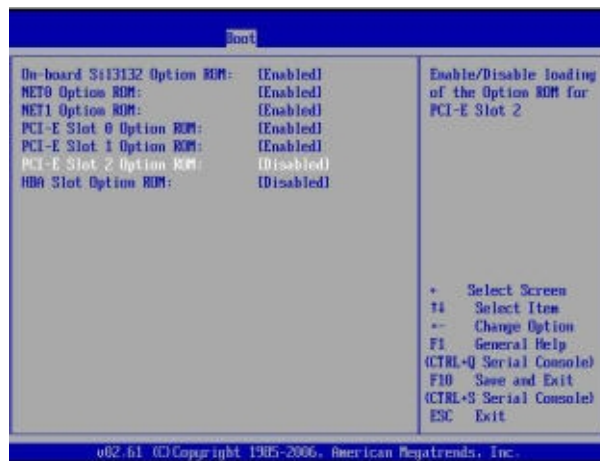 Boot
On-board Sil3132 Option ROM: [Enabled]
NET0 Option ROM: [Enabled]
NET1 Option ROM: [Enabled]
PCI-E Slot 0 Option ROM: [Enabled]
PCI-E Slot 1 Option ROM: [Enabled]
PCI-E Slot 2 Option ROM: [Disabled]
HBA Slot Option ROM: [Disabled]
Enable/Disable loading
of the Option ROM for
PCI-E Slot 2
Select Screen
↑↓ Select Item
Change Option
F1 General Help
(CTRL+Q Serial Console)
F10 Save and Exit
(CTRL+S Serial Console)
ESC Exit
v02.61 (C)Copyright 1985-2006, American Megatrends, Inc.